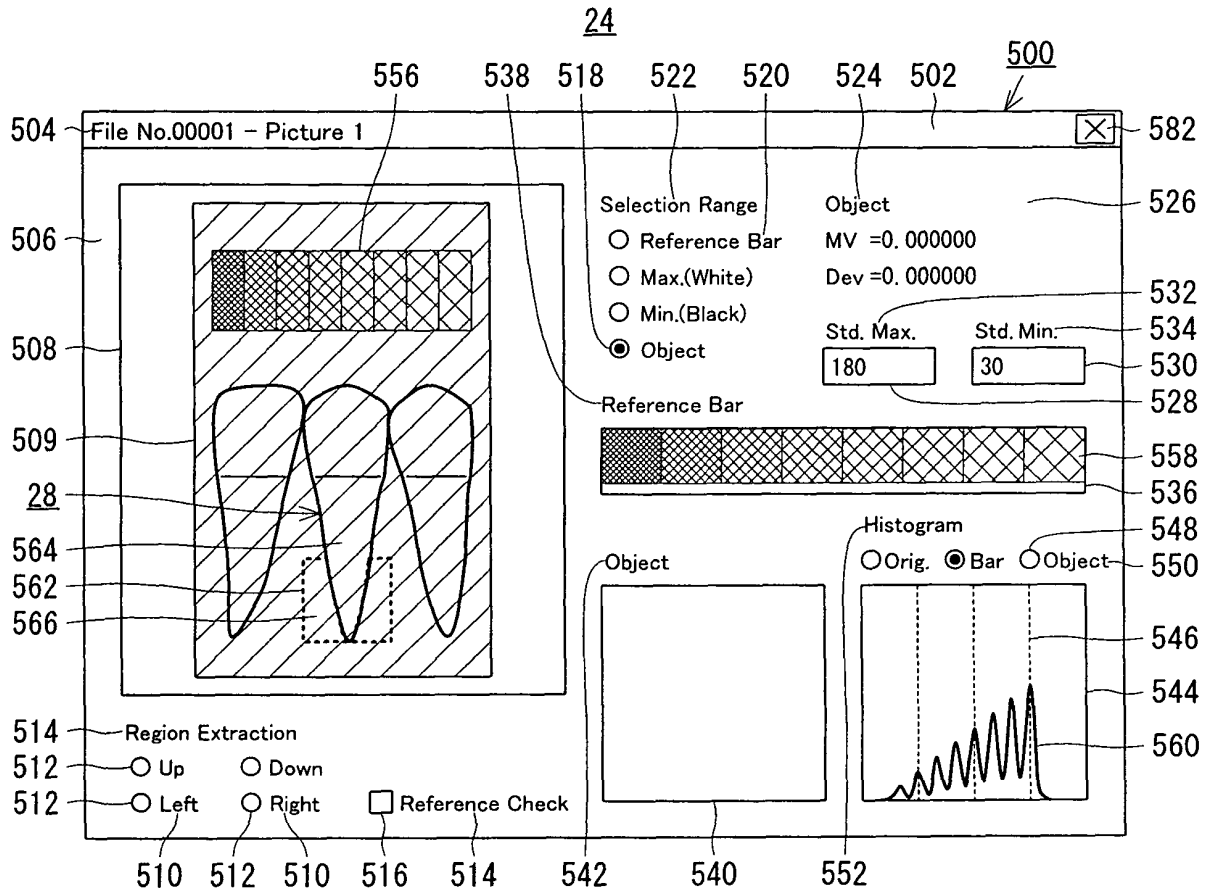 24
500
556 538 518 522 520 524 502
504 File No.00001 - Picture 1 582
506 Selection Range Object 526
Reference Bar MV =0.000000
Max.(White) Dev =0.000000
532
Min.(Black) Std. Max. Std. Min. 534
508 Object 180 30 530
528
Reference Bar
509 558
536
28 Histogram 548
564 Object Orig. Bar Object 550
562
566 546
544
514 Region Extraction 560
512 Up Down
512 Left Right Reference Check
510 512 510 516 514 542 540 552